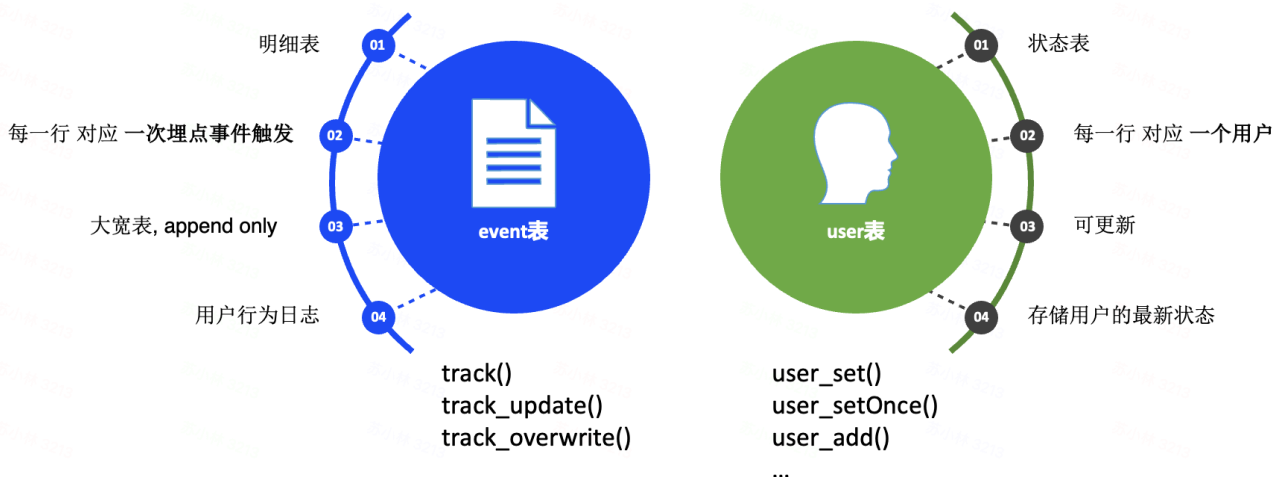 01
明细表
02
每一行 对应 一次埋点事件触发
03
大宽表, append only
04
用户行为日志
event表
track()
track_update()
track_overwrite()
01
状态表
02
每一行 对应 一个用户
03
可更新
04
存储用户的最新状态
user表
user_set()
user_setOnce()
user_add()
...